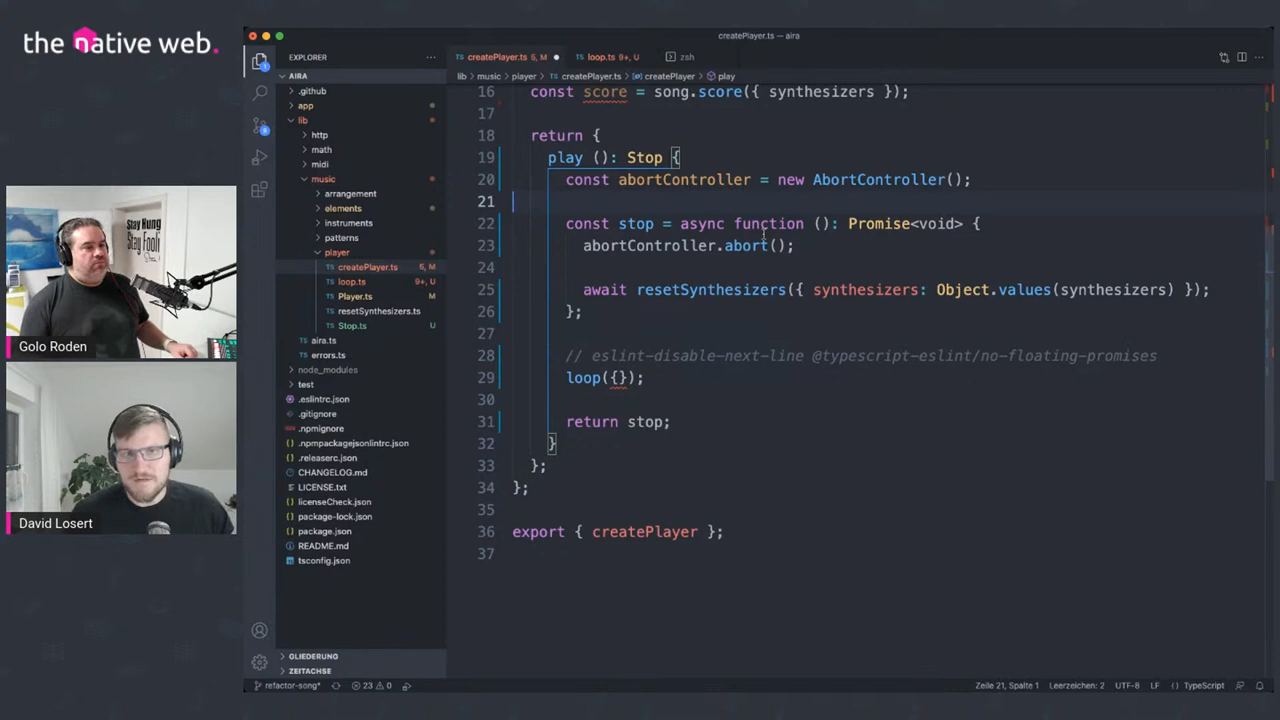 the native web.
Golo Roden
David Losert
createPlayer.ts — aira
EXPLORER
AIRA
.github
app
lib
http
math
midi
music
arrangement
elements
instruments
patterns
player
createPlayer.ts 5, M
loop.ts 9+, U
Player.ts M
resetSynthesizers.ts
Stop.ts U
aira.ts
errors.ts
node_modules
test
.eslintrc.json
.gitignore
.npmignore
.npmpackagejsonlintrc.json
.releaserc.json
CHANGELOG.md
LICENSE.txt
licenseCheck.json
package-lock.json
package.json
README.md
tsconfig.json
GLIEDERUNG
ZEITACHSE
createPlayer.ts 5, M
loop.ts 9+, U
zsh
lib > music > player > createPlayer.ts > createPlayer > play
16 const score = song.score({ synthesizers });
17
18 return {
19 play (): Stop {
20 const abortController = new AbortController();
21
22 const stop = async function (): Promise<void> {
23 abortController.abort();
24
25 await resetSynthesizers({ synthesizers: Object.values(synthesizers) });
26 };
27
28 // eslint-disable-next-line @typescript-eslint/no-floating-promises
29 loop({});
30
31 return stop;
32 }
33 };
34 };
35
36 export { createPlayer };
37
refactor-song* 23 0 Zeile 21, Spalte 1 Leerzeichen: 2 UTF-8 LF {} TypeScript